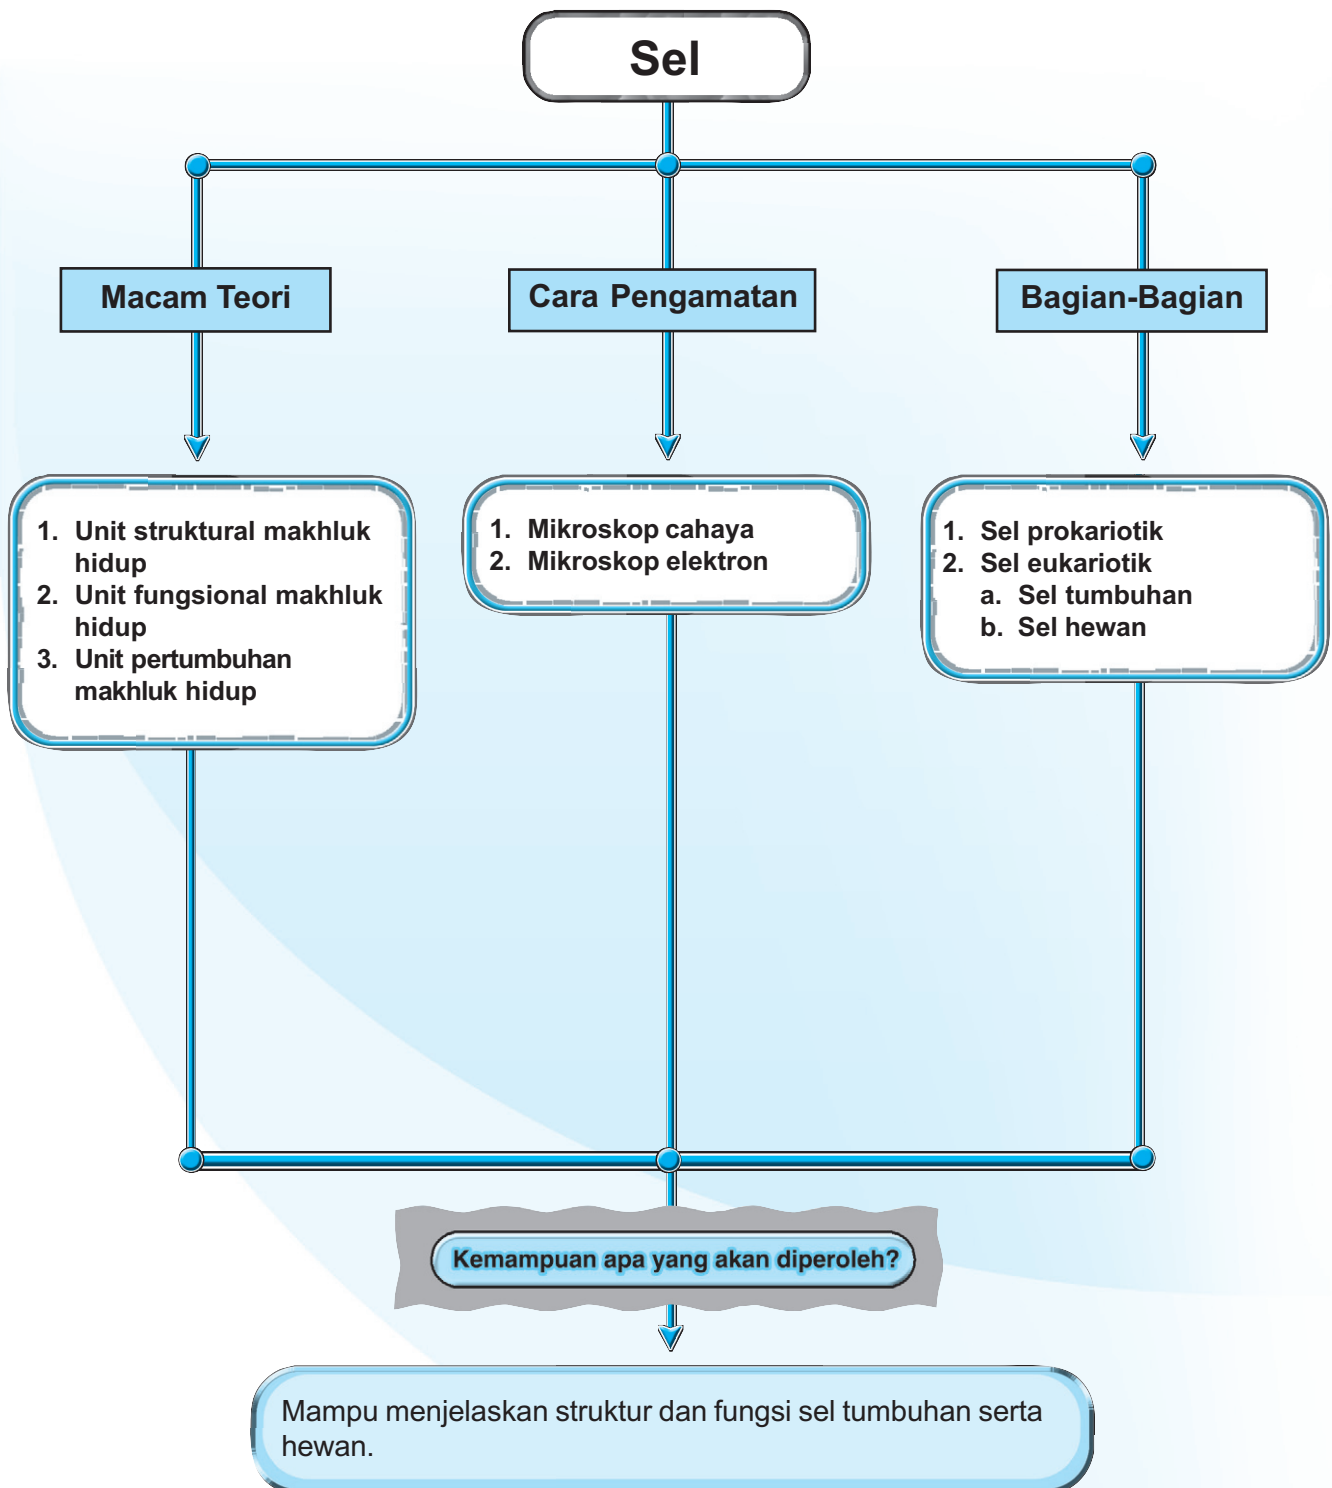 Sel
Macam Teori
Cara Pengamatan
Bagian-Bagian
1. Unit struktural makhluk
hidup
2. Unit fungsional makhluk
hidup
3. Unit pertumbuhan
makhluk hidup
1. Mikroskop cahaya
2. Mikroskop elektron
1. Sel prokariotik
2. Sel eukariotik
a. Sel tumbuhan
b. Sel hewan
Kemampuan apa yang akan diperoleh?
Mampu menjelaskan struktur dan fungsi sel tumbuhan serta
hewan.